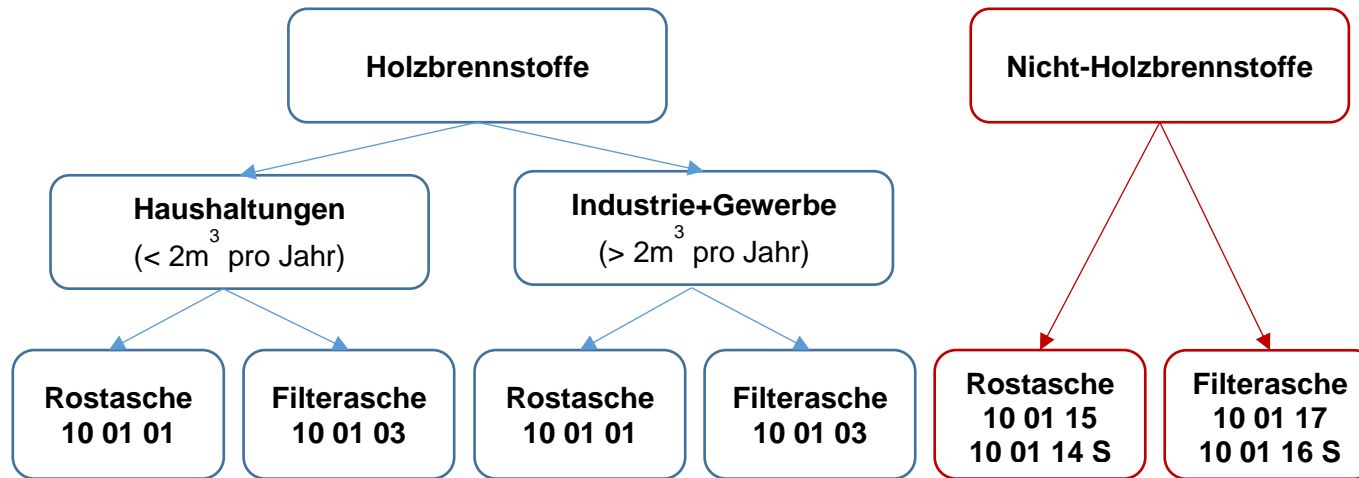 Holzbrennstoffe
Nicht-Holzbrennstoffe
Haushaltungen
(< 2m³ pro Jahr)
Industrie+Gewerbe
(> 2m³ pro Jahr)
Rostasche
10 01 01
Filterasche
10 01 03
Rostasche
10 01 01
Filterasche
10 01 03
Rostasche
10 01 15
10 01 14 S
Filterasche
10 01 17
10 01 16 S